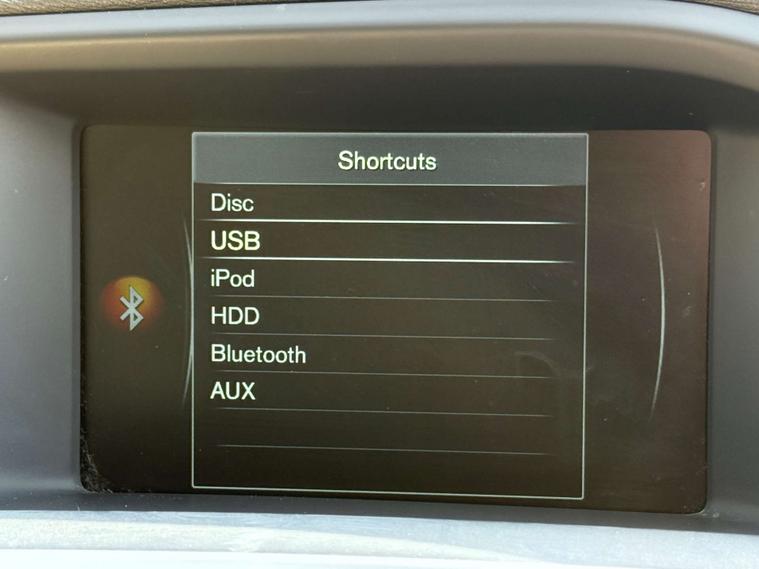 Shortcuts
Disc
USB
iPod
HDD
Bluetooth
AUX